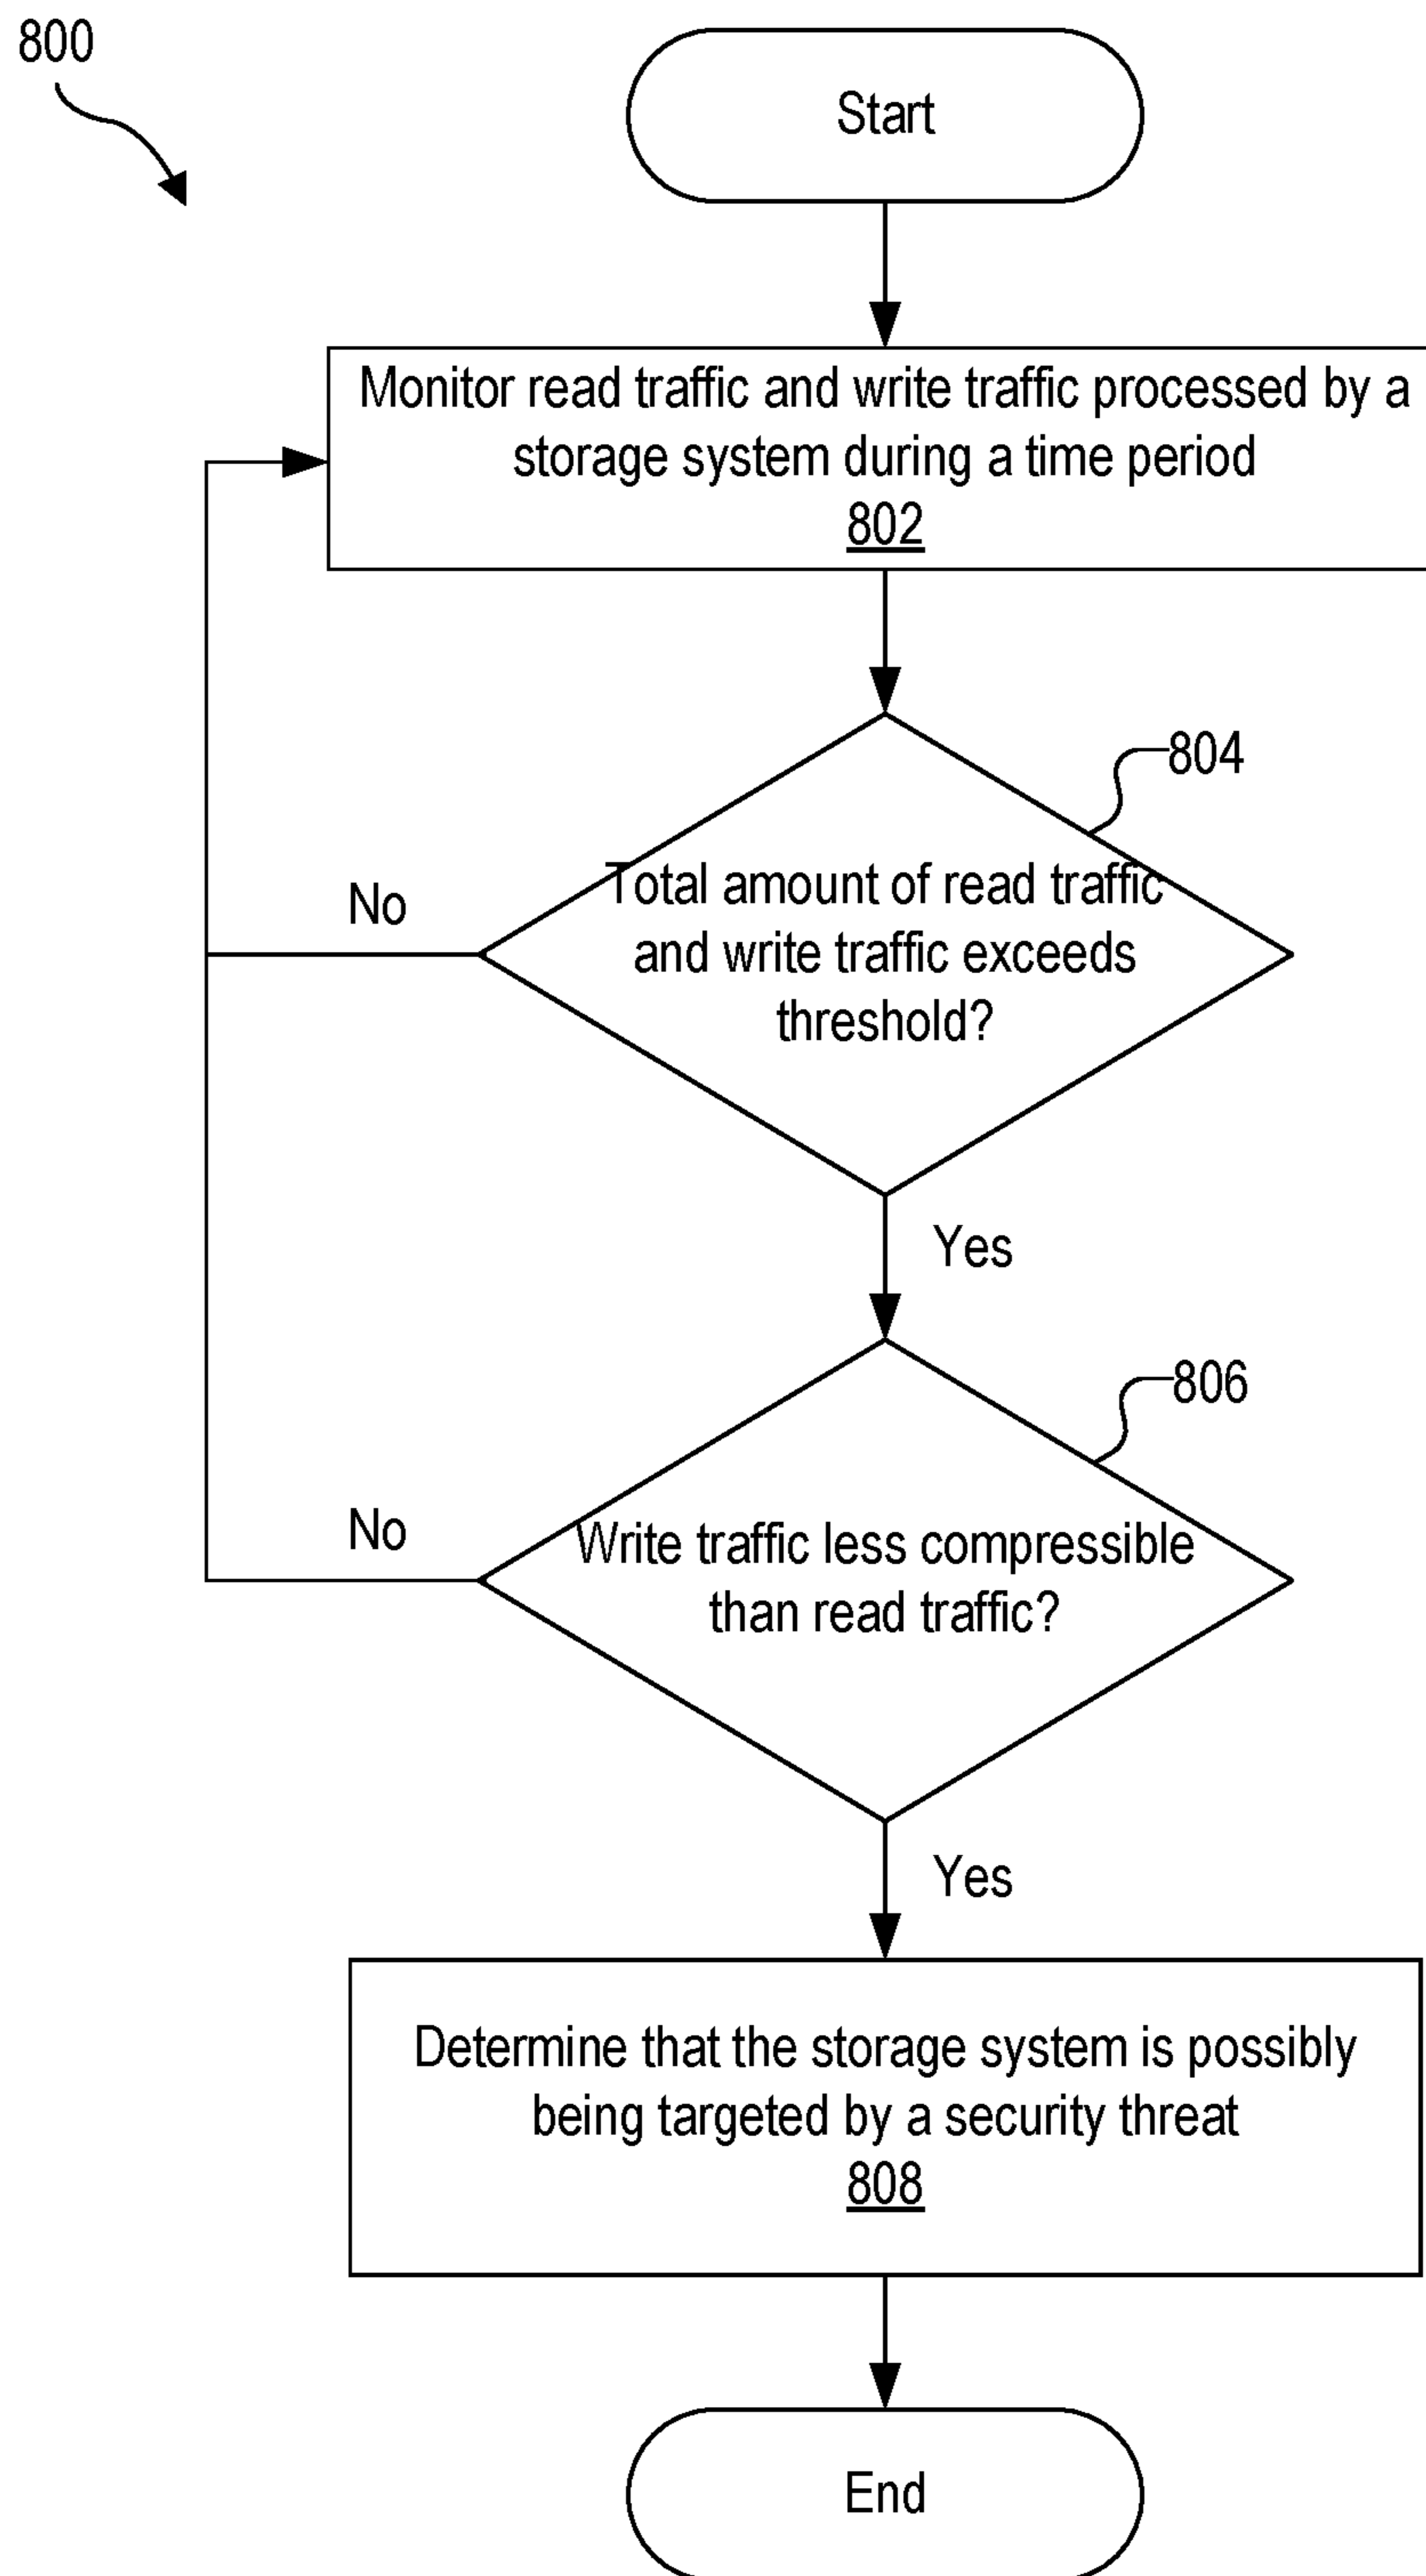 800
Start
Monitor read traffic and write traffic processed by a
storage system during a time period
802
804
Total amount of read traffic
and write traffic exceeds
threshold?
No
Yes
806
Write traffic less compressible
than read traffic?
No
Yes
Determine that the storage system is possibly
being targeted by a security threat
808
End